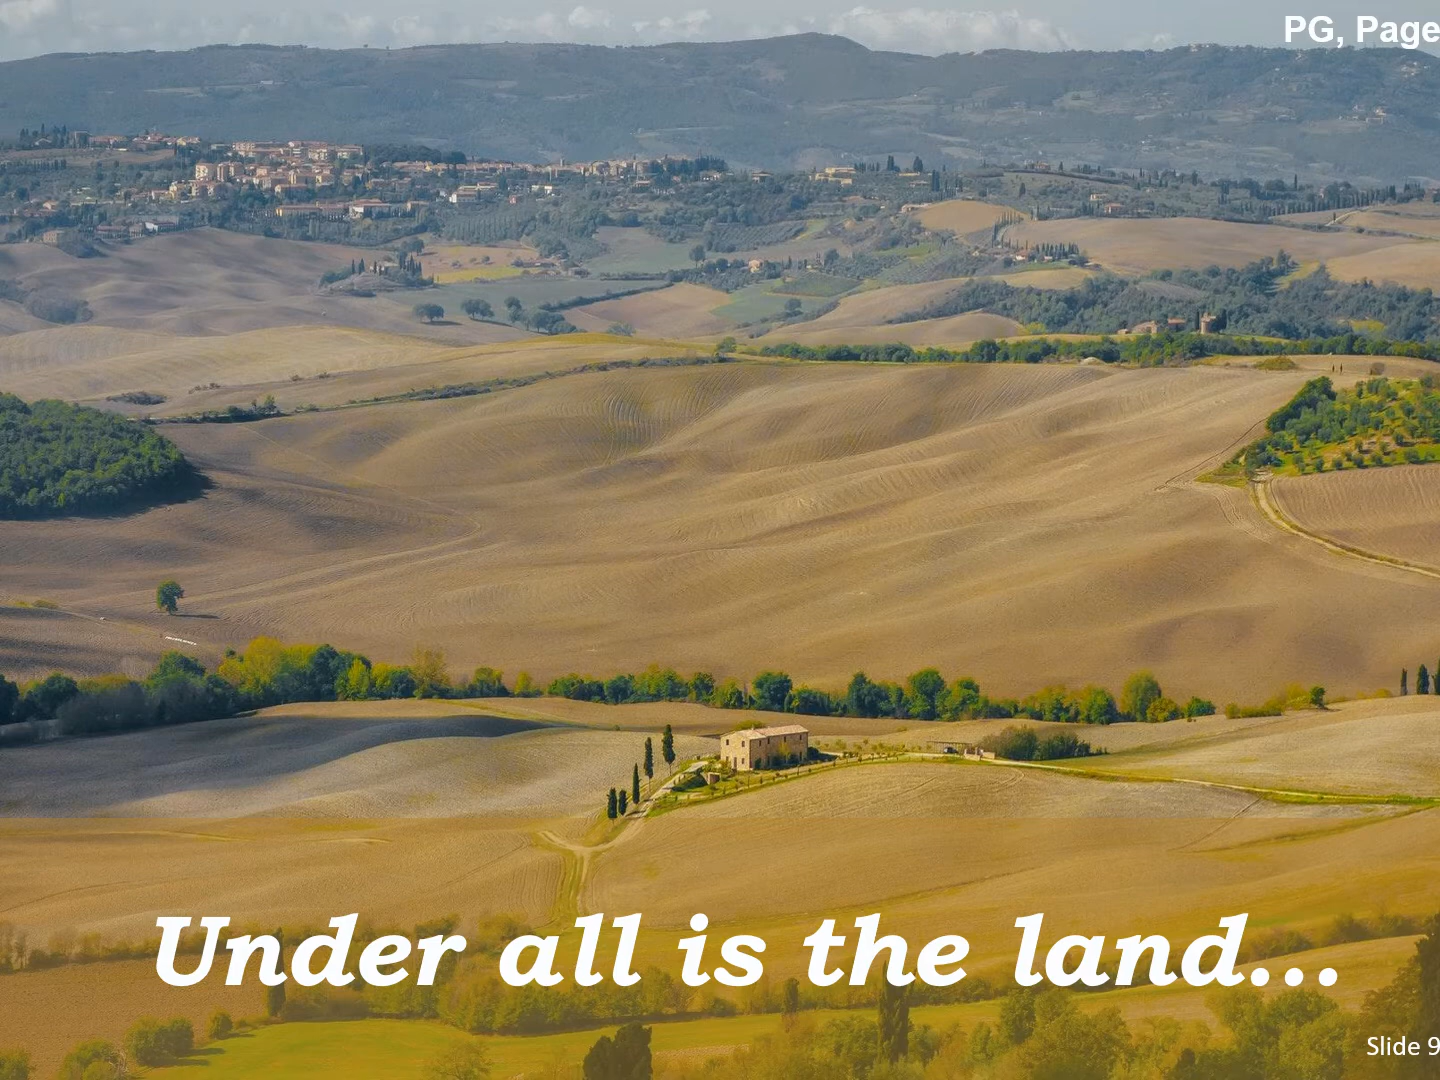 PG, Page
Under all is the land...
Slide 9